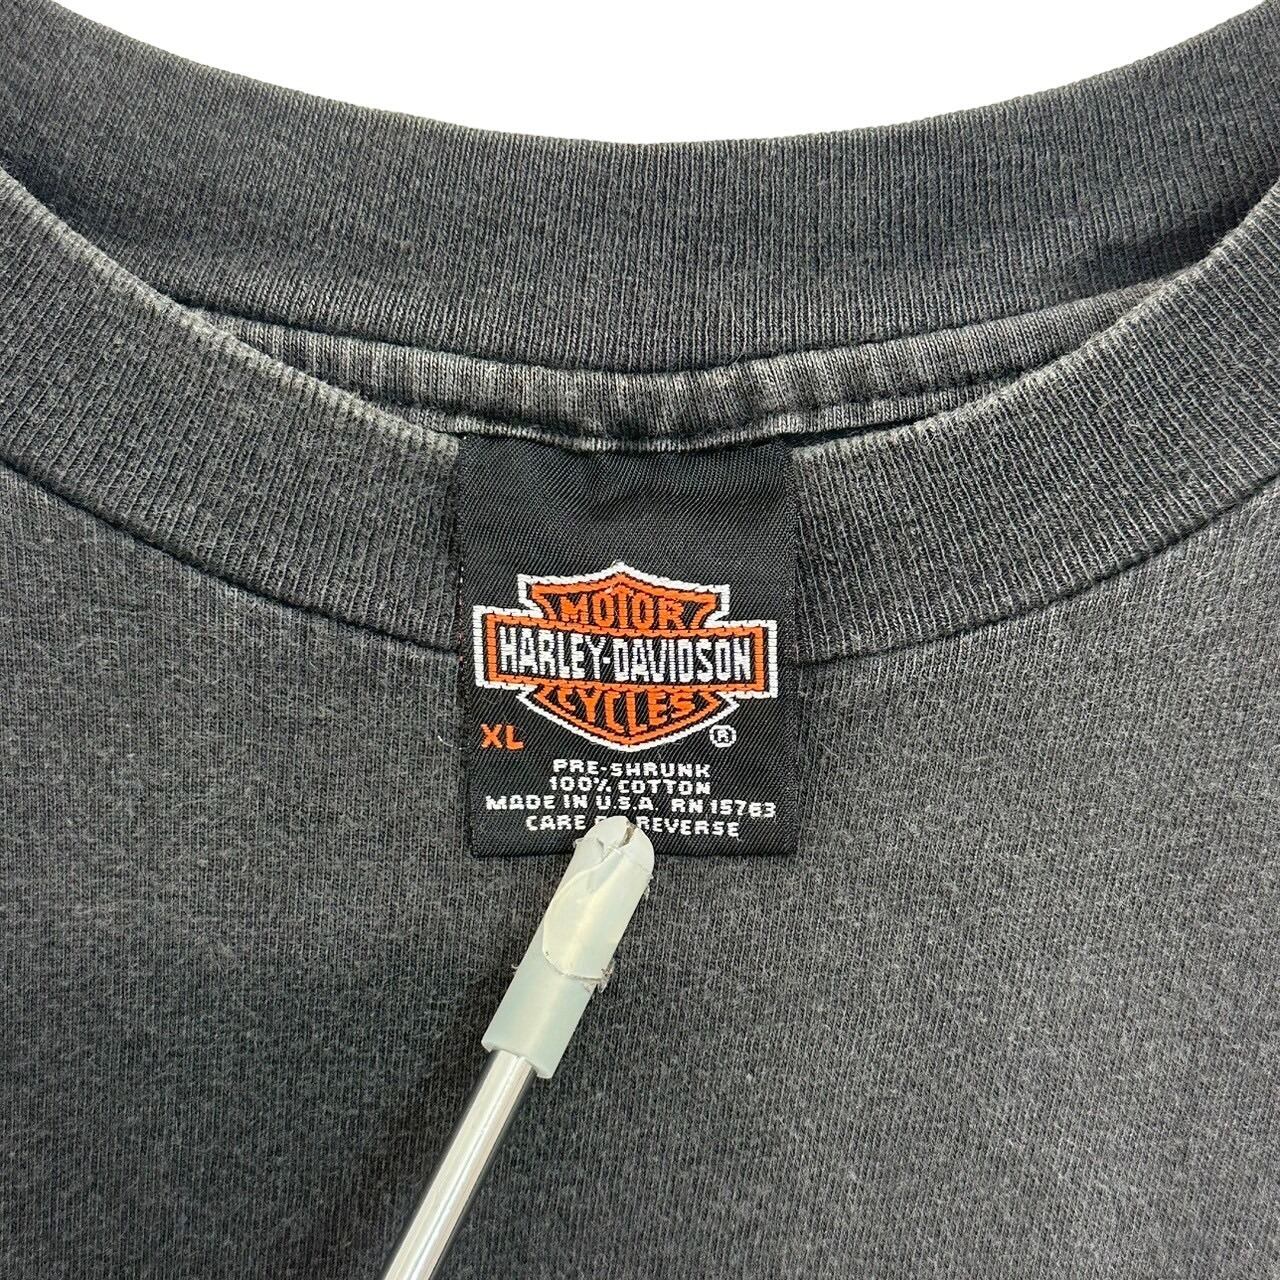 MOTOR
HARLEY-DAVIDSON
CYCLES
XL ®
PRE-SHRUNK
100% COTTON
MADE IN U.S.A. RN 15763
CARE REVERSE